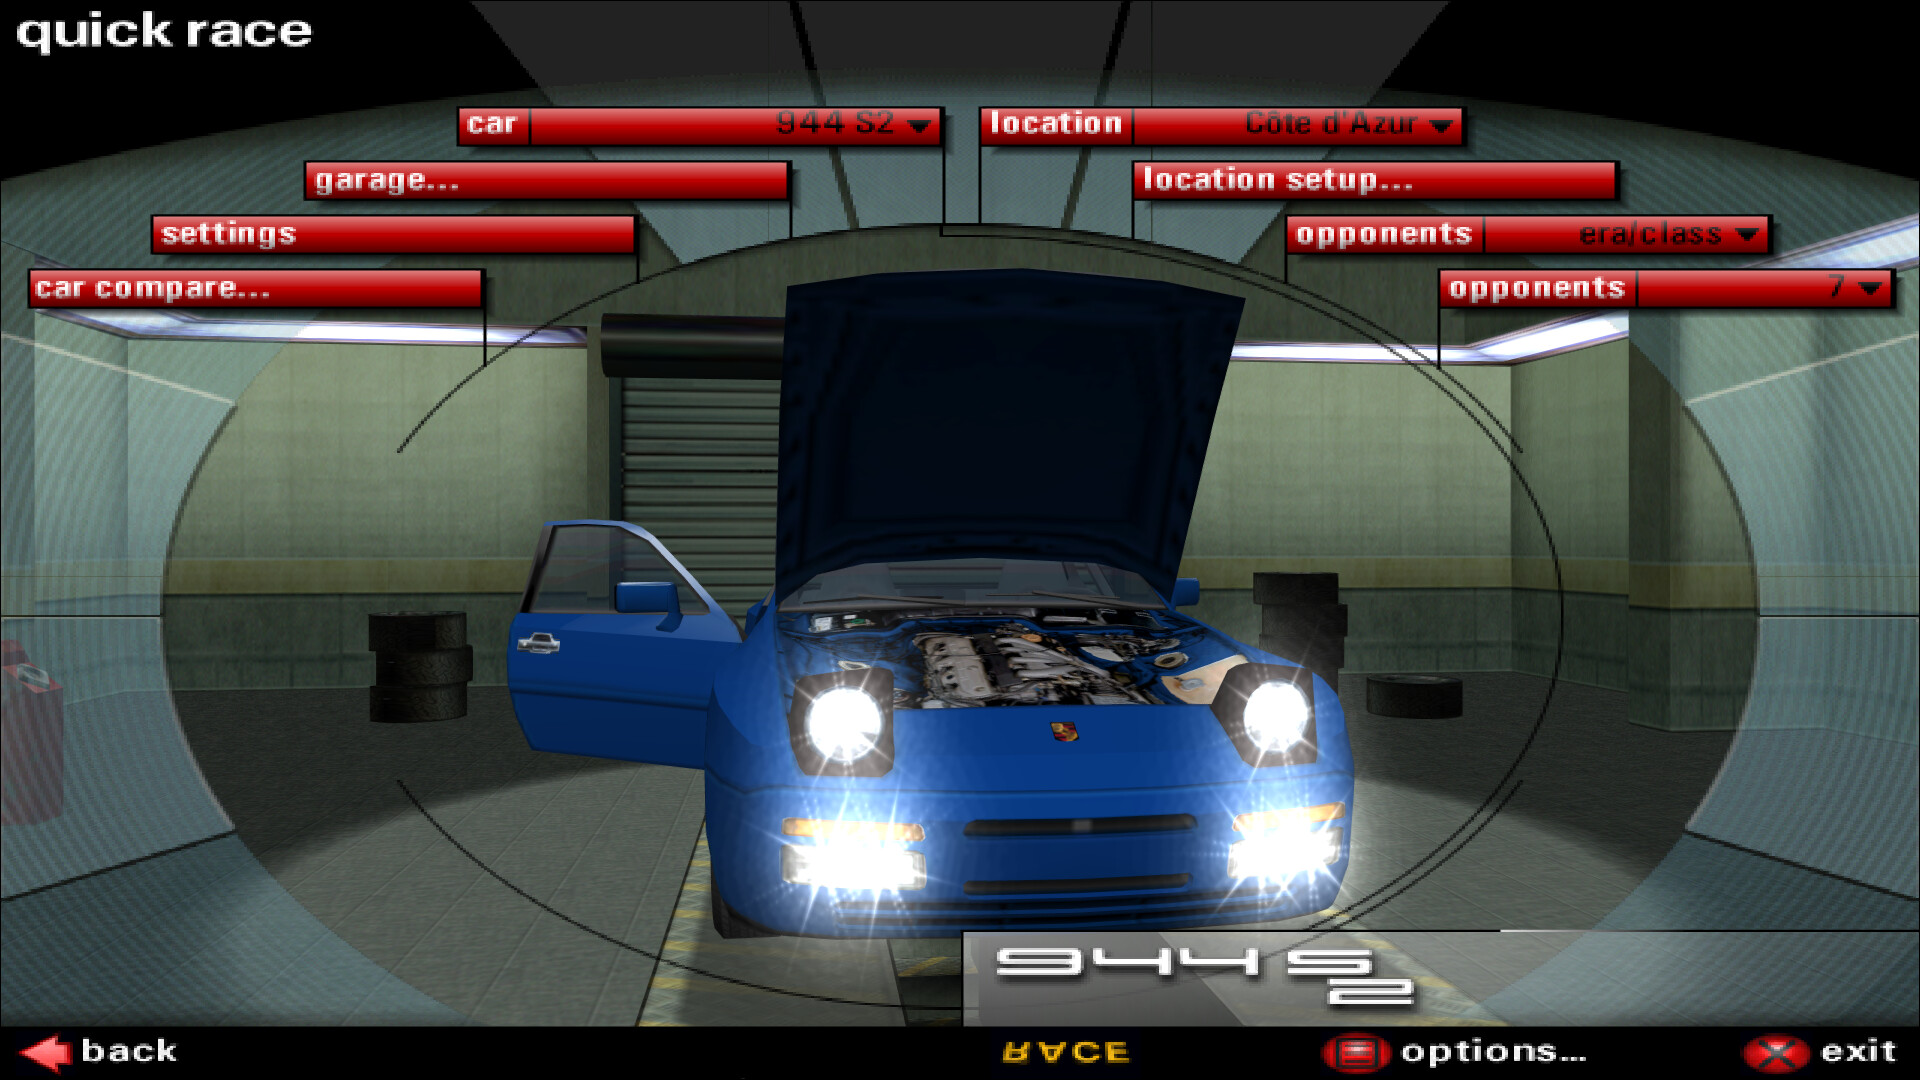 quick race
car 944 S2
location Côte d'Azur
garage...
location setup...
settings
opponents era/class
car compare...
opponents 7
944 S2
back
RACE
options...
exit